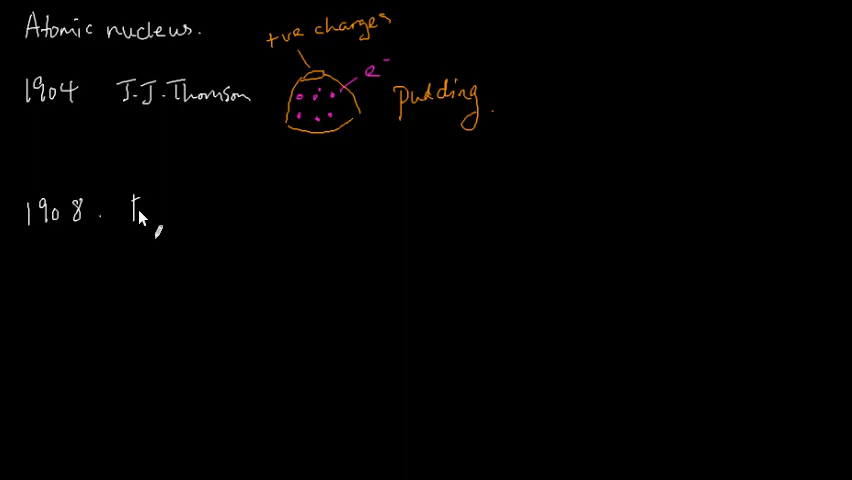 Atomic nucleus.
+ve charges
e⁻
1904 J.J. Thomson
pudding.
1908.